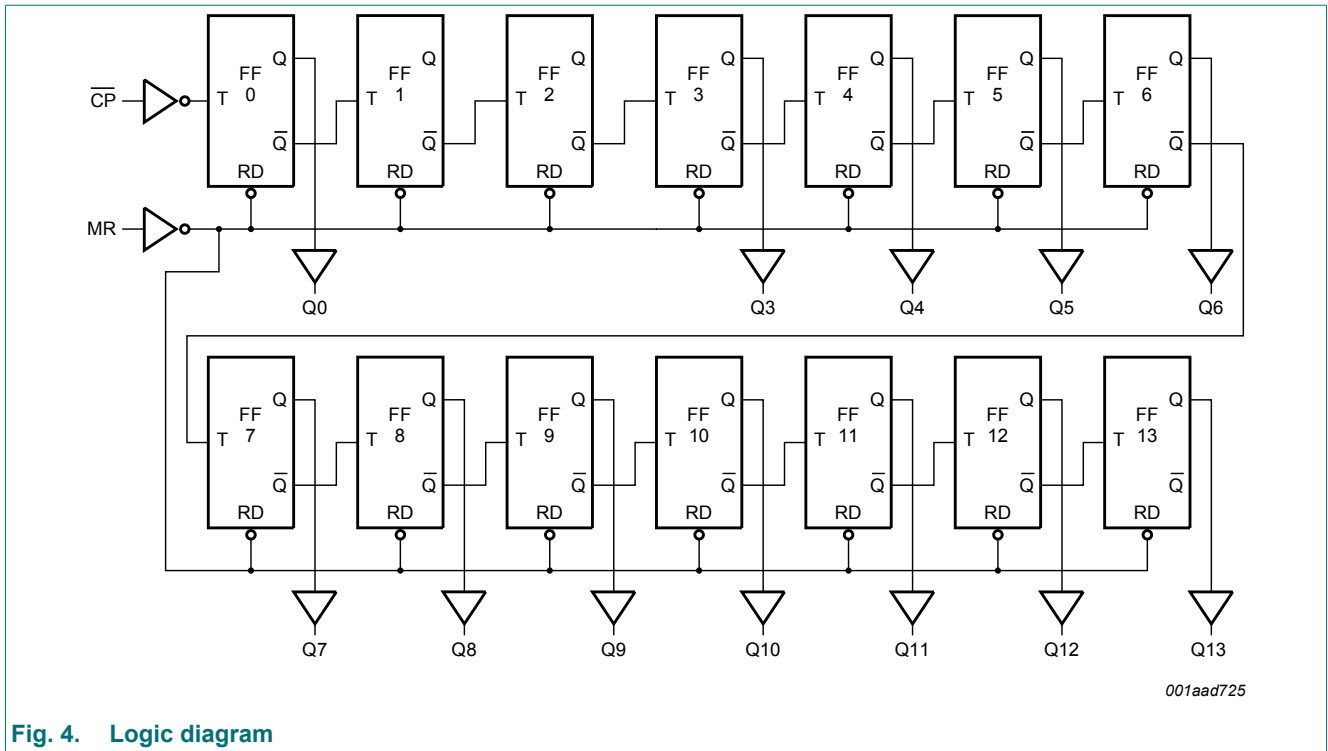 Q Q Q Q Q Q Q
FF FF FF FF FF FF FF
C̅P̅ T 0 T 1 T 2 T 3 T 4 T 5 T 6
Q̅ Q̅ Q̅ Q̅ Q̅ Q̅ Q̅
RD RD RD RD RD RD RD
MR
Q0 Q3 Q4 Q5 Q6
Q Q Q Q Q Q Q
FF FF FF FF FF FF FF
T 7 T 8 T 9 T 10 T 11 T 12 T 13
Q̅ Q̅ Q̅ Q̅ Q̅ Q̅
RD RD RD RD RD RD RD
Q7 Q8 Q9 Q10 Q11 Q12 Q13
001aad725
Fig. 4. Logic diagram